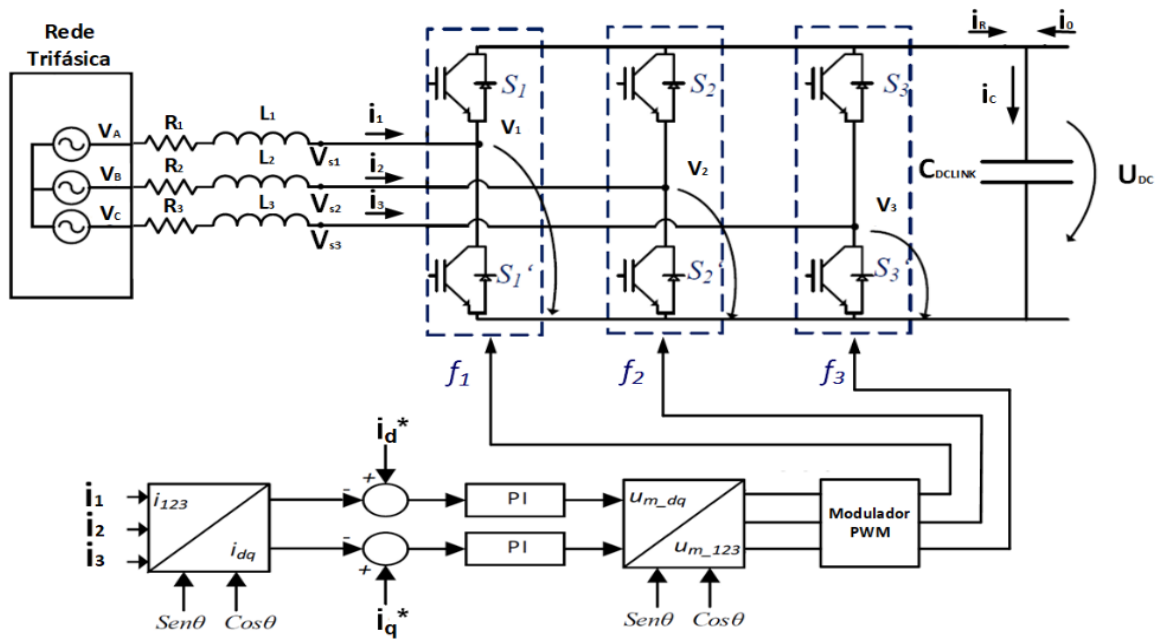 Rede
Trifásica
V_A R_1 L_1
V_s1
i_1
V_B R_2 L_2
V_s2
i_2
V_C R_3 L_3
V_s3
i_3
S_1
V_1
S_1‘
S_2
V_2
S_2‘
S_3
V_3
S_3‘
i_R i_0
i_C
C_DCLINK
U_DC
f_1 f_2 f_3
i_d*
i_1
i_2
i_3
i_123
i_dq
Senθ Cosθ
- +
PI
- +
PI
i_q*
u_m_dq
u_m_123
Senθ Cosθ
Modulador
PWM